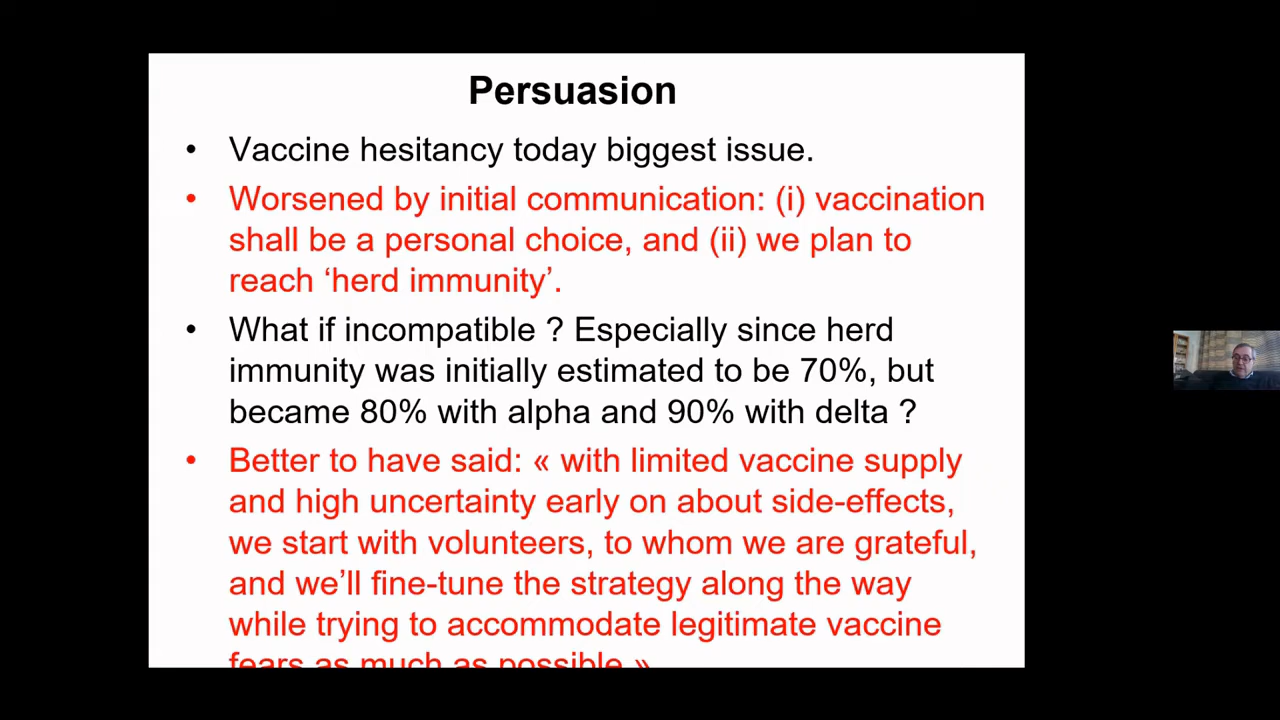 Persuasion
• Vaccine hesitancy today biggest issue.
• Worsened by initial communication: (i) vaccination
shall be a personal choice, and (ii) we plan to
reach ‘herd immunity’.
• What if incompatible ? Especially since herd
immunity was initially estimated to be 70%, but
became 80% with alpha and 90% with delta ?
• Better to have said: « with limited vaccine supply
and high uncertainty early on about side-effects,
we start with volunteers, to whom we are grateful,
and we’ll fine-tune the strategy along the way
while trying to accommodate legitimate vaccine
fears as much as possible »